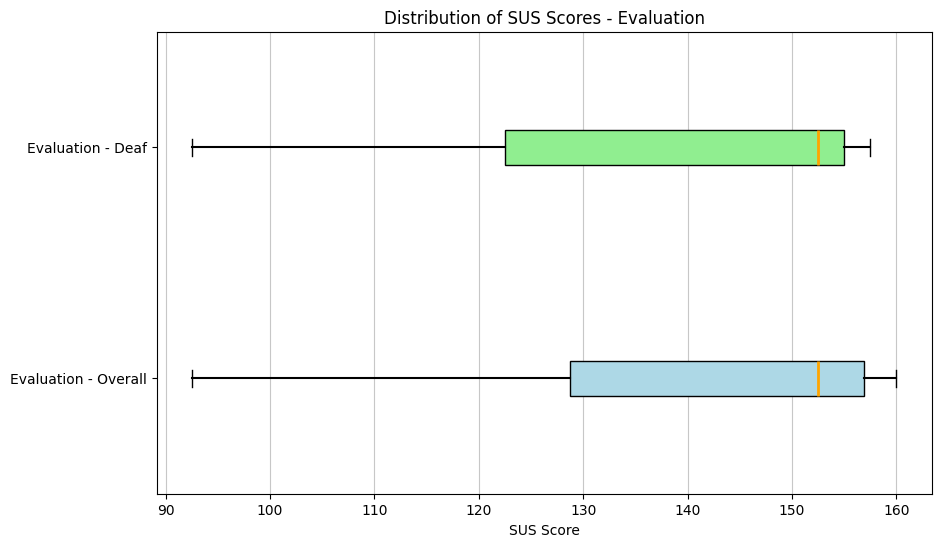 Distribution of SUS Scores - Evaluation
Evaluation - Deaf
Evaluation - Overall
90 100 110 120 130 140 150 160
SUS Score